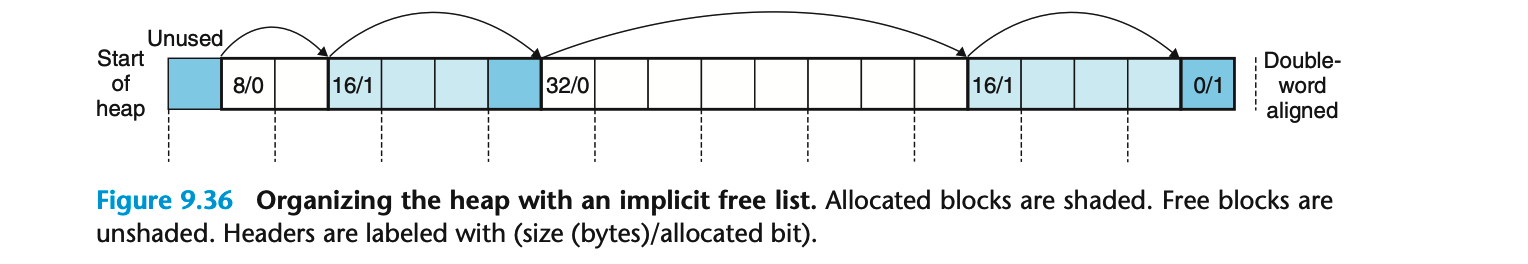 Unused
Start
of
heap
8/0
16/1
32/0
16/1
0/1
Double-
word
aligned
Figure 9.36 Organizing the heap with an implicit free list. Allocated blocks are shaded. Free blocks are
unshaded. Headers are labeled with (size (bytes)/allocated bit).